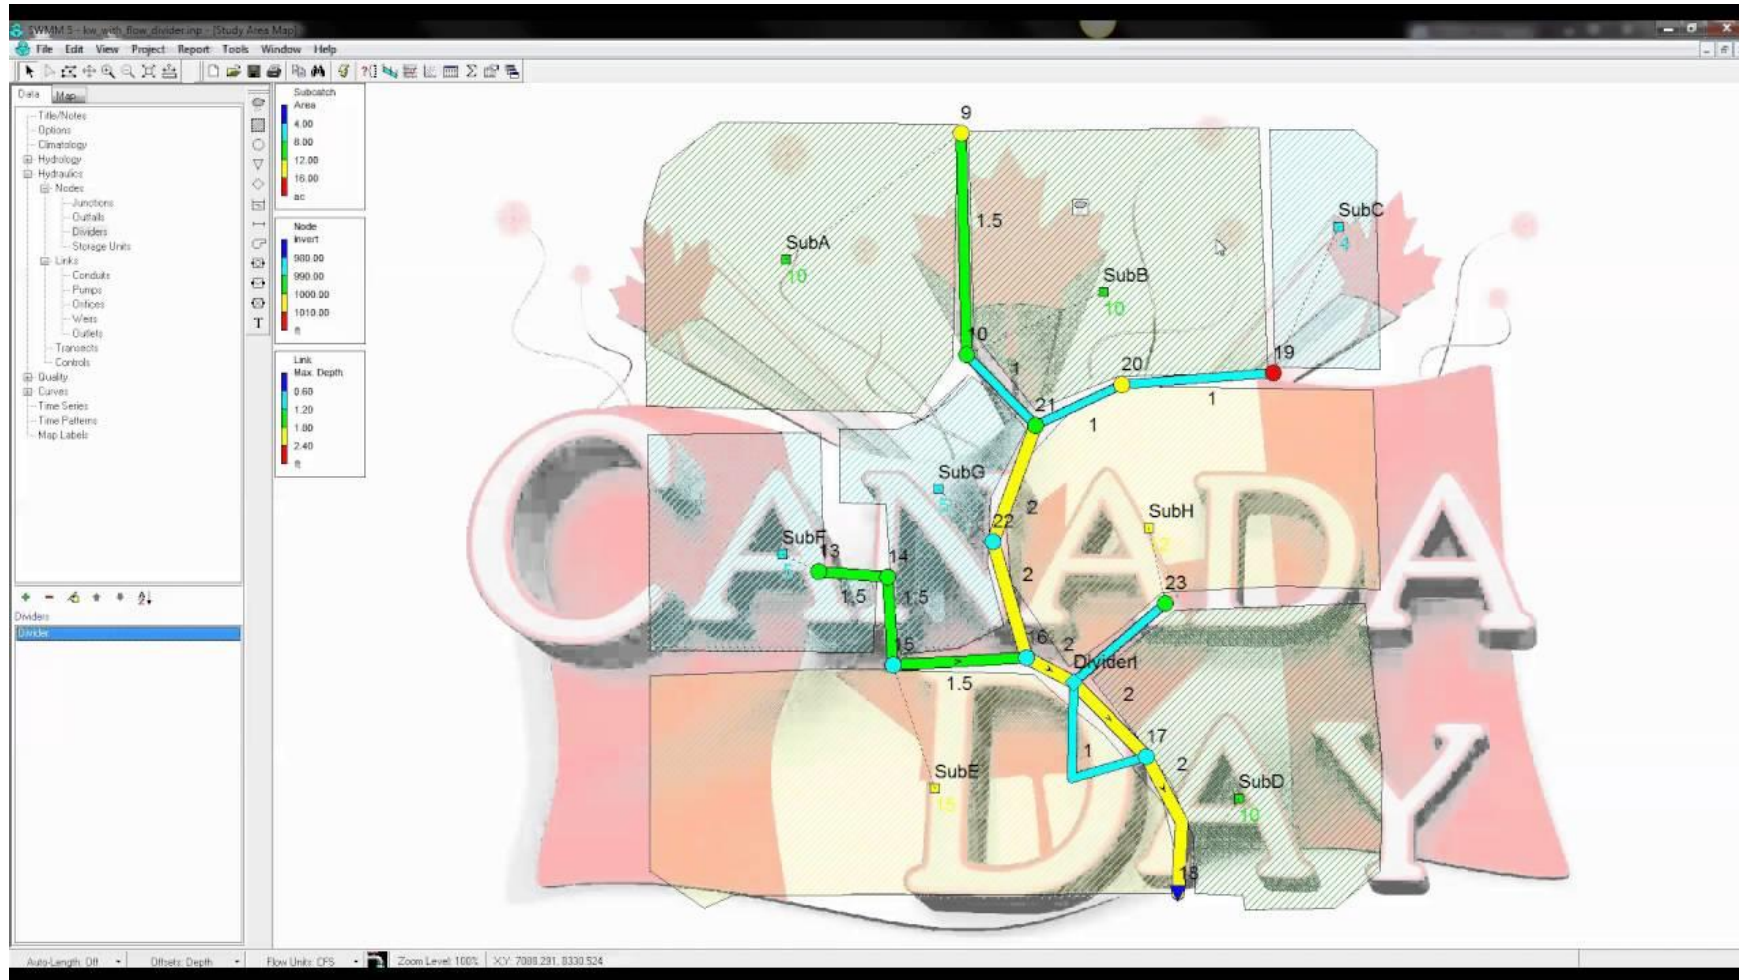 SWMM 5 - kw_with_flow_divider.inp - [Study Area Map]
File Edit View Project Report Tools Window Help
Data Map
Title/Notes
Options
Climatology
Hydrology
Hydraulics
Nodes
Junctions
Outfalls
Dividers
Storage Units
Links
Conduits
Pumps
Orifices
Weirs
Outlets
Transects
Controls
Quality
Curves
Time Series
Time Patterns
Map Labels
Dividers
Divider
T
Subcatch
Area
4.00
8.00
12.00
16.00
ac
Node
Invert
980.00
990.00
1000.00
1010.00
ft
Link
Max. Depth
0.60
1.20
1.80
2.40
ft
9
1.5
SubA
10
SubB
10
SubC
4
10
1
19
20
1
21
1
SubG
2
22
SubH
SubF
13
14
2
5
1.5
1.5
23
15
16
2
Divider1
1.5
2
17
1
2
SubE
15
SubD
10
18
CANADA
DAY
Auto-Length: Off Offsets: Depth Flow Units: CFS Zoom Level: 100% X,Y: 7088.291, 8330.524